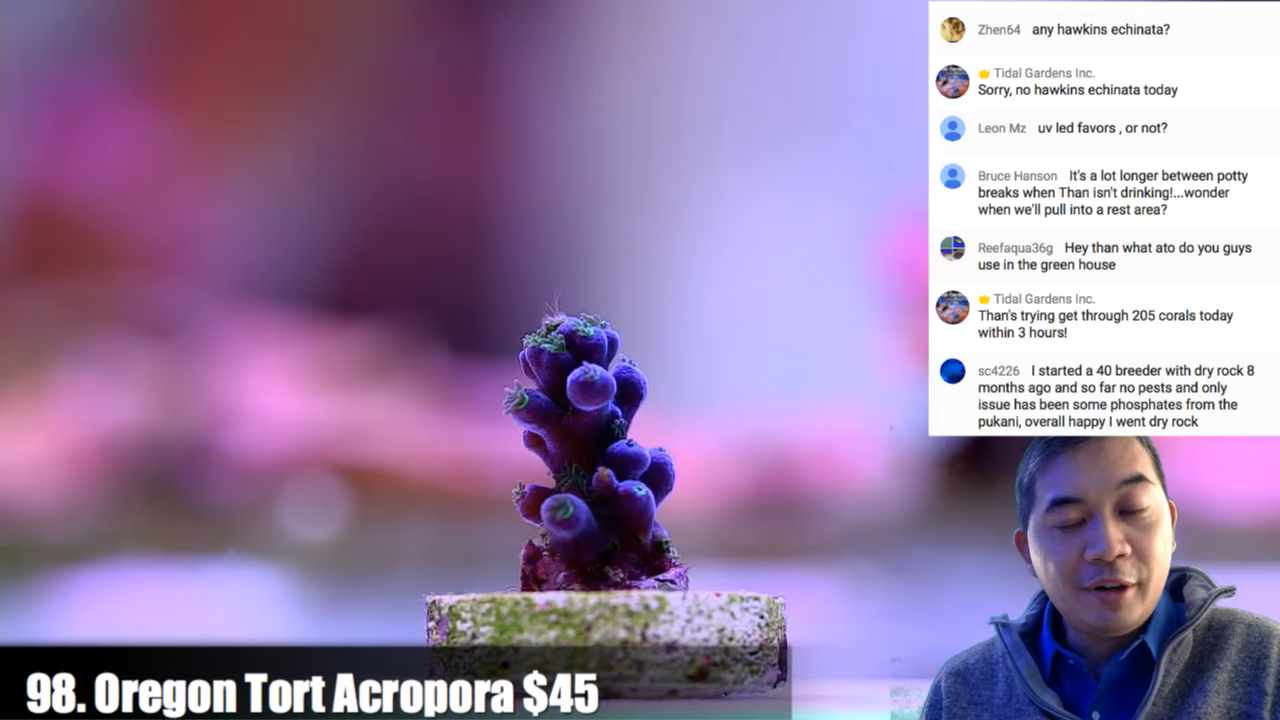 Zhen64 any hawkins echinata?
Tidal Gardens Inc.
Sorry, no hawkins echinata today
Leon Mz uv led favors , or not?
Bruce Hanson It's a lot longer between potty
breaks when Than isn't drinking!...wonder
when we'll pull into a rest area?
Reefaqua36g Hey than what ato do you guys
use in the green house
Tidal Gardens Inc.
Than's trying get through 205 corals today
within 3 hours!
sc4226 I started a 40 breeder with dry rock 8
months ago and so far no pests and only
issue has been some phosphates from the
pukani, overall happy I went dry rock
98. Oregon Tort Acropora $45